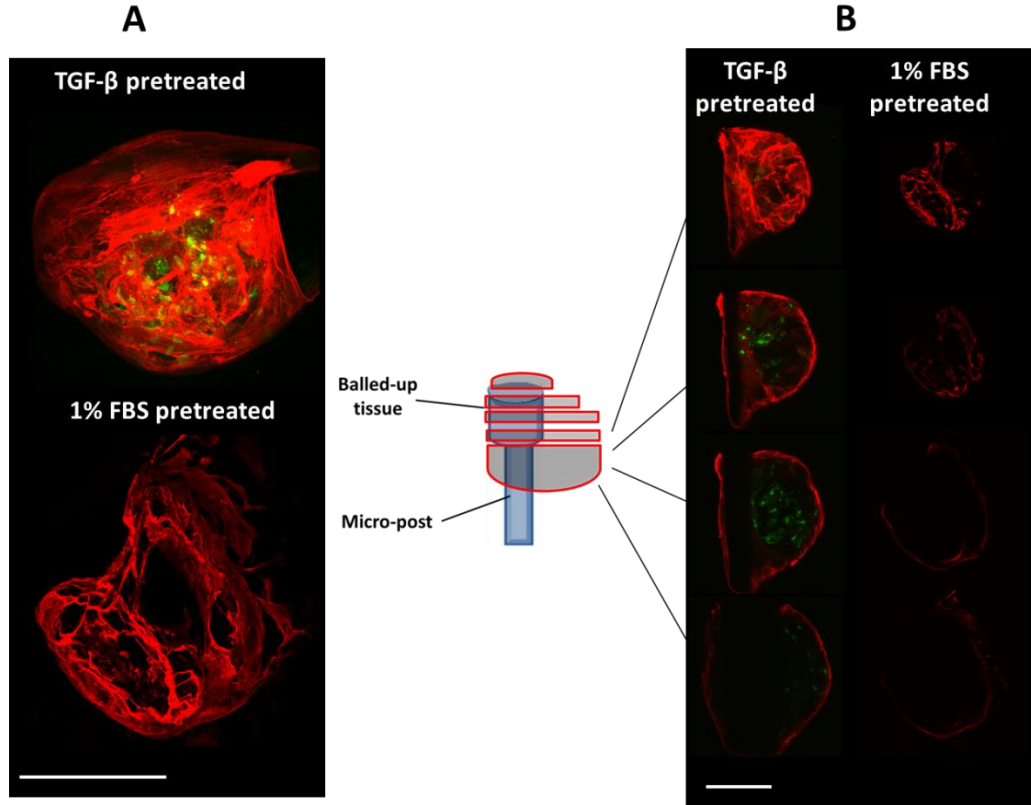 A
TGF-β pretreated
1% FBS pretreated
Balled-up
tissue
Micro-post
B
TGF-β
pretreated
1% FBS
pretreated